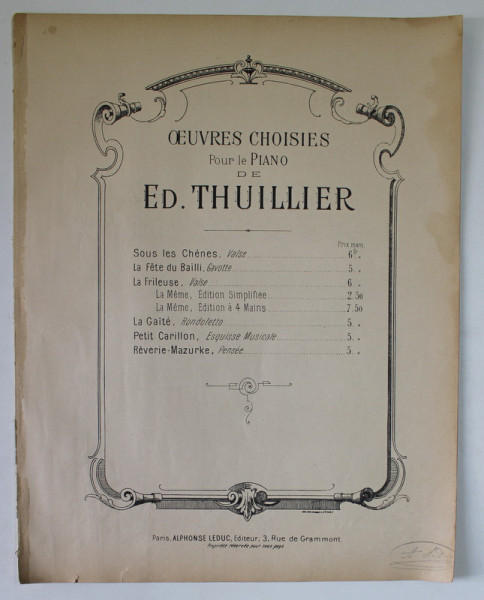 ŒUVRES CHOISIES
Pour le PIANO
DE
ED. THUILLIER
Prix marq.
Sous les Chênes, Valse 6fr. »
La Fête du Bailli, Gavotte 5. »
La Frileuse, Valse 6 »
La Même, Edition Simplifiée 2.50
La Même, Edition à 4 Mains 7.50
La Gaîté, Rondoletto 5. »
Petit Carillon, Esquisse Musicale 5. »
Rêverie-Mazurke, Pensée 5. »
Paris, ALPHONSE LEDUC, Editeur, 3, Rue de Grammont.
Propriété réservée pour tous pays